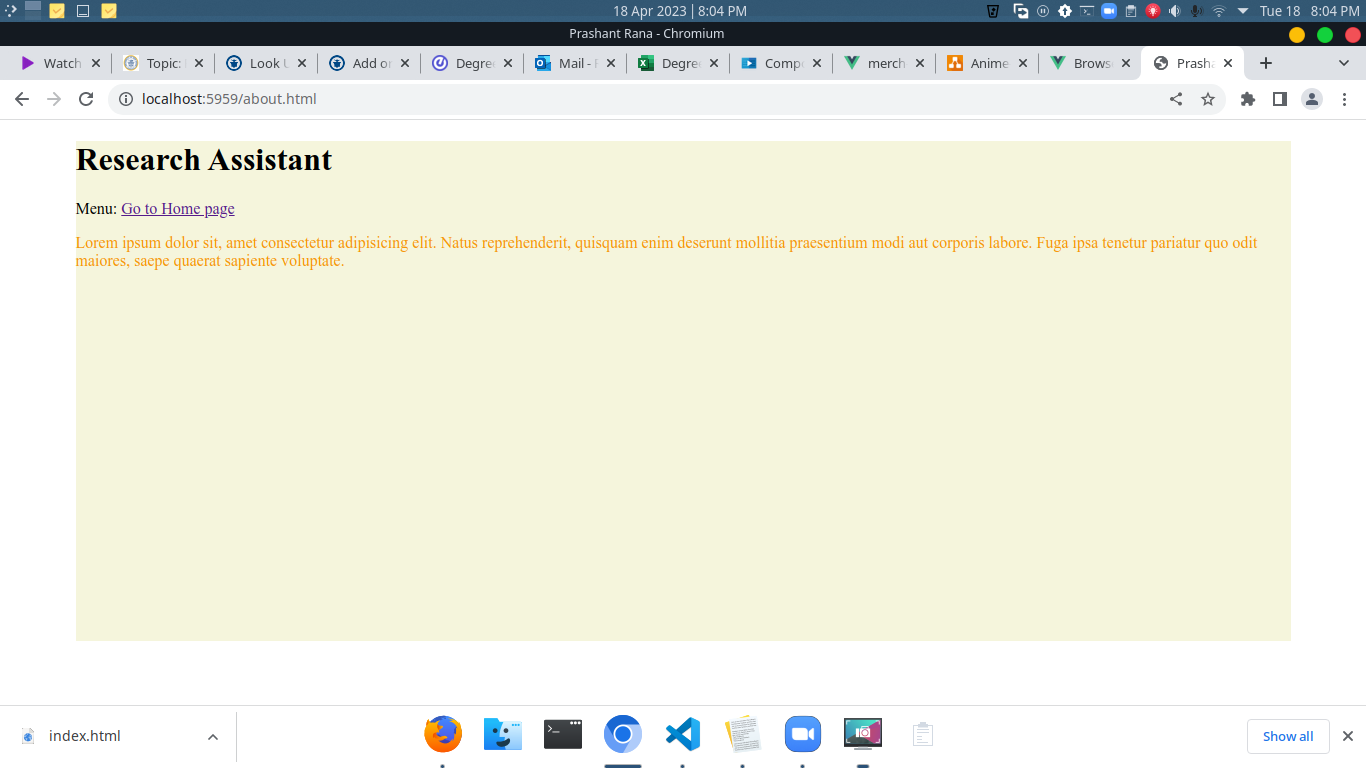 18 Apr 2023 | 8:04 PM
Tue 18 8:04 PM
Prashant Rana - Chromium
Watch
Topic:
Look
Add
Degree
Mail -
Degree
Comp
merch
Anime
Brows
Prasha
localhost:5959/about.html
Research Assistant
Menu: Go to Home page
Lorem ipsum dolor sit, amet consectetur adipisicing elit. Natus reprehenderit, quisquam enim deserunt mollitia praesentium modi aut corporis labore. Fuga ipsa tenetur pariatur quo odit
maiores, saepe quaerat sapiente voluptate.
index.html
Show all